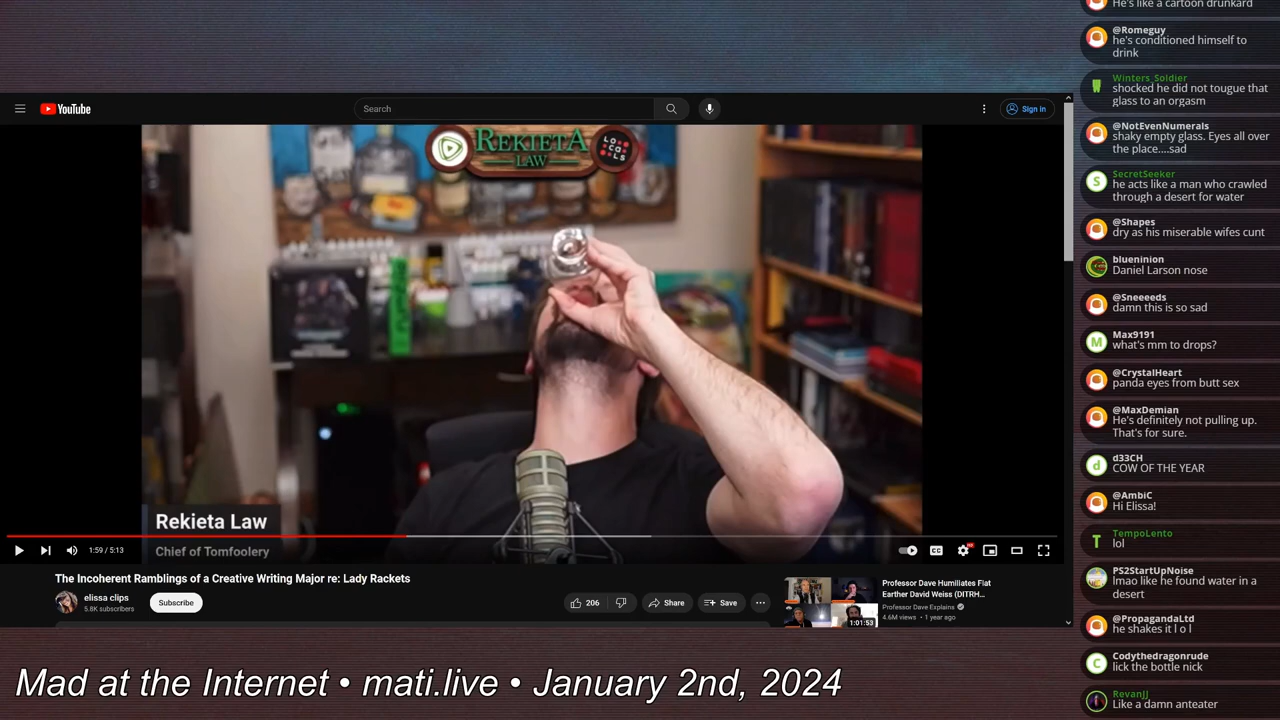 YouTube
Search
Sign in
REKIETA
LAW
LOCALS
Rekieta Law
Chief of Tomfoolery
1:59 / 5:13
CC
HD
The Incoherent Ramblings of a Creative Writing Major re: Lady Rackets
elissa clips
5.8K subscribers
Subscribe
206
Share
Save
Professor Dave Humiliates Flat
Earther David Weiss (DITRH...
Professor Dave Explains
4.6M views • 1 year ago
1:01:53
Mad at the Internet • mati.live • January 2nd, 2024
He's like a cartoon drunkard
@Romeguy
he's conditioned himself to
drink
Winters_Soldier
shocked he did not tougue that
glass to an orgasm
@NotEvenNumerals
shaky empty glass. Eyes all over
the place....sad
S
SecretSeeker
he acts like a man who crawled
through a desert for water
@Shapes
dry as his miserable wifes cunt
blueninion
Daniel Larson nose
@Sneeeeds
damn this is so sad
M
Max9191
what's mm to drops?
@CrystalHeart
panda eyes from butt sex
@MaxDemian
He's definitely not pulling up.
That's for sure.
d
d33CH
COW OF THE YEAR
@AmbiC
Hi Elissa!
T
TempoLento
lol
PS2StartUpNoise
lmao like he found water in a
desert
@PropagandaLtd
he shakes it l o l
C
Codythedragonrude
lick the bottle nick
RevanJJ
Like a damn anteater